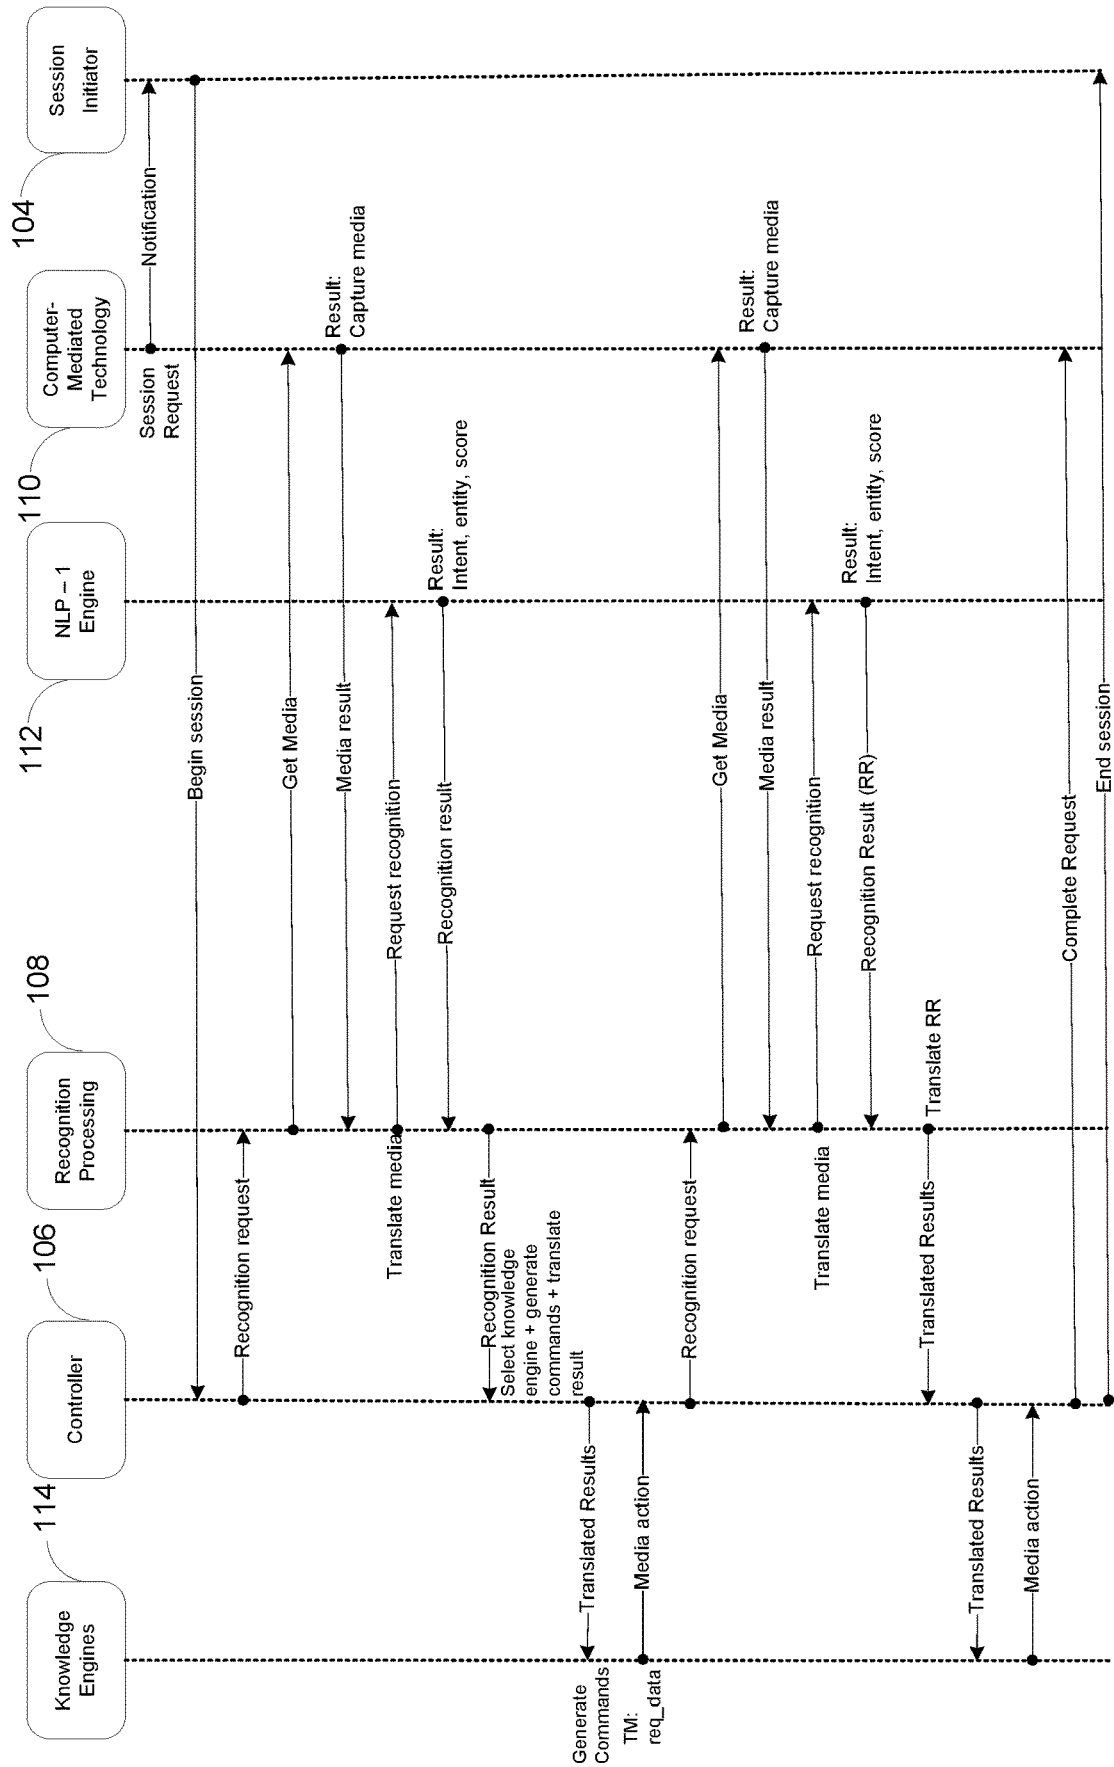 Knowledge
Engines
114
Controller
106
Recognition
Processing
108
NLP – 1
Engine
112
Computer-
Mediated
Technology
110
Session
Initiator
104
Session
Request
Notification
Begin session
Recognition request
Get Media
Result:
Capture media
Media result
Translate media
Request recognition
Result:
Intent, entity, score
Recognition result
Recognition Result
Select knowledge
engine + generate
commands + translate
result
Translated Results
Generate
Commands
TM:
req_data
Media action
Recognition request
Get Media
Result:
Capture media
Media result
Translate media
Request recognition
Result:
Intent, entity, score
Recognition Result (RR)
Translate RR
Translated Results
Translated Results
Media action
Complete Request
End session